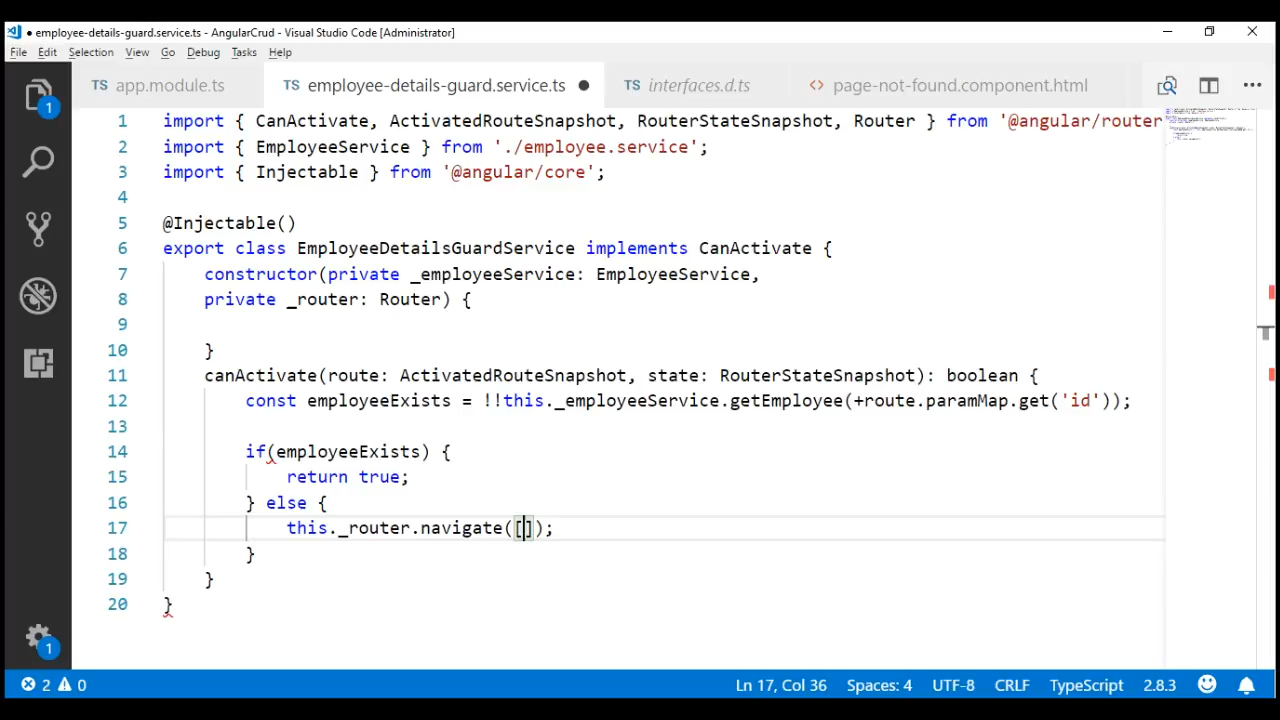 ● employee-details-guard.service.ts - AngularCrud - Visual Studio Code [Administrator]
File Edit Selection View Go Debug Tasks Help
TS app.module.ts TS employee-details-guard.service.ts ● TS interfaces.d.ts <> page-not-found.component.html
1 import { CanActivate, ActivatedRouteSnapshot, RouterStateSnapshot, Router } from '@angular/router
2 import { EmployeeService } from './employee.service';
3 import { Injectable } from '@angular/core';
4
5 @Injectable()
6 export class EmployeeDetailsGuardService implements CanActivate {
7 constructor(private _employeeService: EmployeeService,
8 private _router: Router) {
9
10 }
11 canActivate(route: ActivatedRouteSnapshot, state: RouterStateSnapshot): boolean {
12 const employeeExists = !!this._employeeService.getEmployee(+route.paramMap.get('id'));
13
14 if(employeeExists) {
15 return true;
16 } else {
17 this._router.navigate([]);
18 }
19 }
20 }
1
1
2 0 Ln 17, Col 36 Spaces: 4 UTF-8 CRLF TypeScript 2.8.3